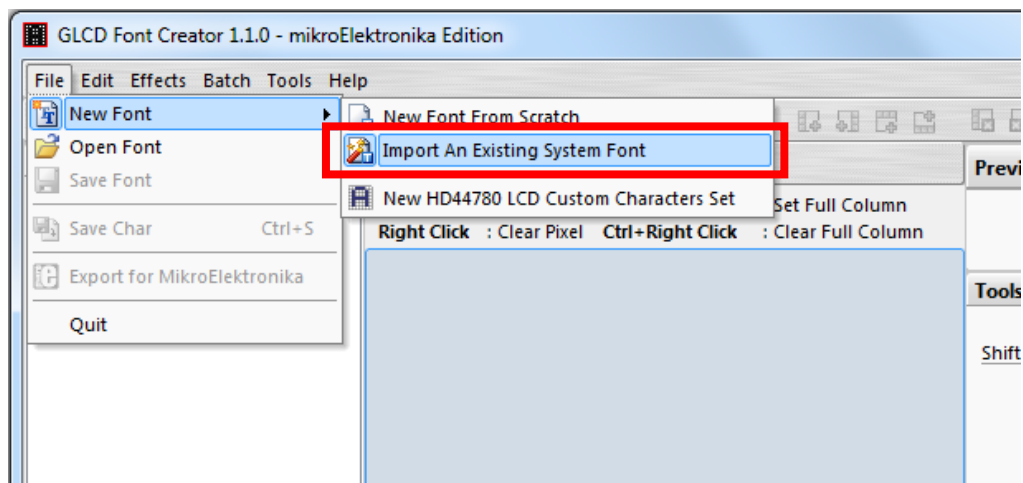 GLCD Font Creator 1.1.0 - mikroElektronika Edition
File Edit Effects Batch Tools Help
New Font
Open Font
Save Font
Save Char Ctrl+S
Export for MikroElektronika
Quit
New Font From Scratch
Import An Existing System Font
New HD44780 LCD Custom Characters Set
Set Full Column
Right Click : Clear Pixel Ctrl+Right Click : Clear Full Column
Previ
Tools
Shift